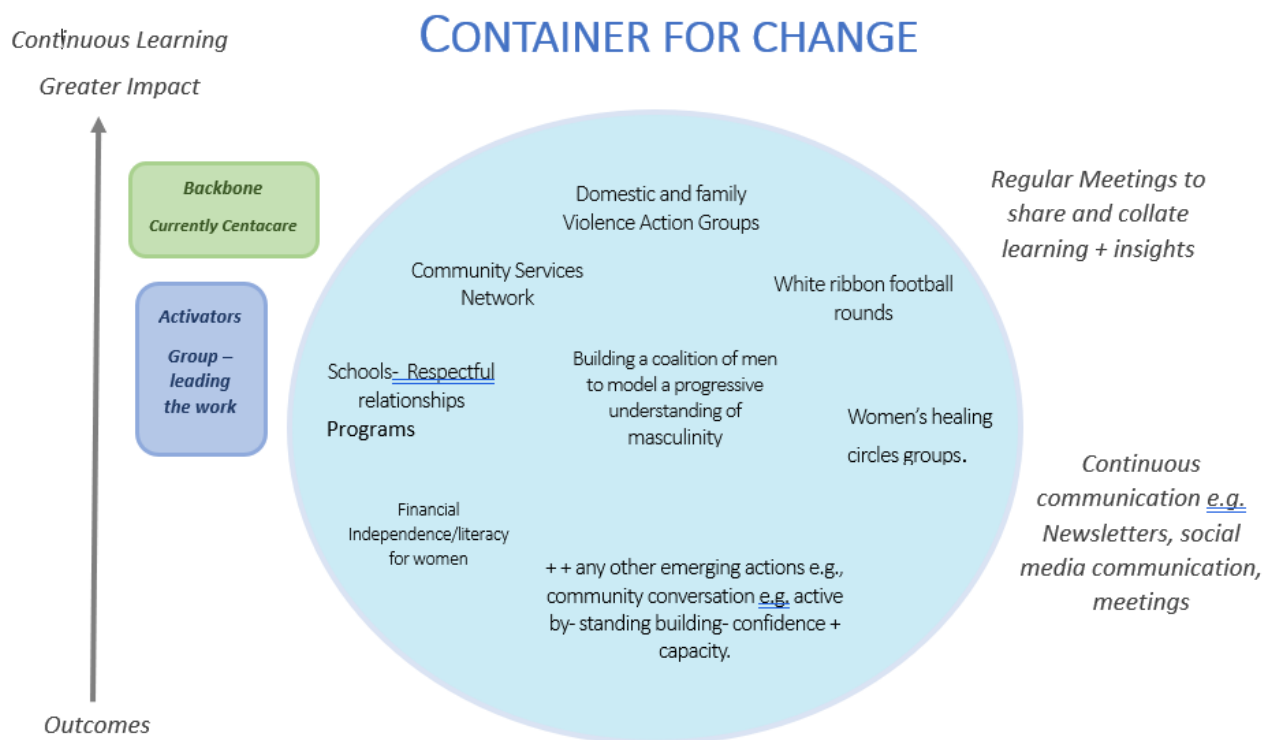 CONTAINER FOR CHANGE
Continuous Learning
Greater Impact
Backbone
Currently Centacare
Activators
Group –
leading
the work
Outcomes
Domestic and family
Violence Action Groups
Community Services
Network
White ribbon football
rounds
Schools- Respectful
relationships
Programs
Building a coalition of men
to model a progressive
understanding of
masculinity
Women's healing
circles groups.
Financial
Independence/literacy
for women
+ + any other emerging actions e.g.,
community conversation e.g. active
by- standing building- confidence +
capacity.
Regular Meetings to
share and collate
learning + insights
Continuous
communication e.g.
Newsletters, social
media communication,
meetings